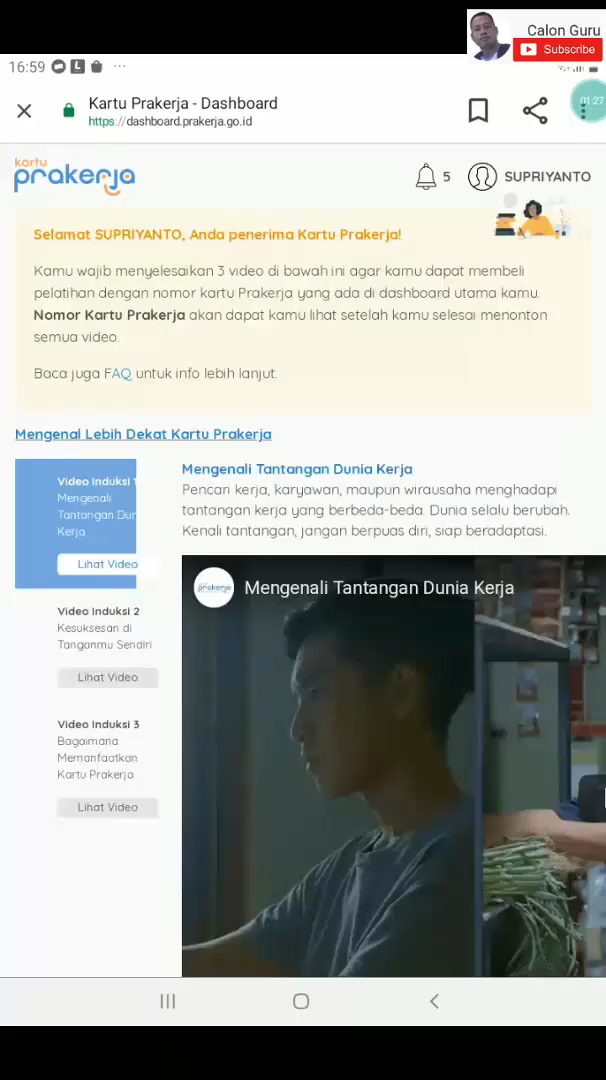 Calon Guru
Subscribe
16:59
Kartu Prakerja - Dashboard
https://dashboard.prakerja.go.id
01:27
kartu
prakerja
5
SUPRIYANTO
Selamat SUPRIYANTO, Anda penerima Kartu Prakerja!
Kamu wajib menyelesaikan 3 video di bawah ini agar kamu dapat membeli
pelatihan dengan nomor kartu Prakerja yang ada di dashboard utama kamu.
Nomor Kartu Prakerja akan dapat kamu lihat setelah kamu selesai menonton
semua video.
Baca juga FAQ untuk info lebih lanjut.
Mengenal Lebih Dekat Kartu Prakerja
Video Induksi 1
Mengenali
Tantangan Dur
Kerja
Lihat Video
Video Induksi 2
Kesuksesan di
Tanganmu Sendiri
Lihat Video
Video Induksi 3
Bagaimana
Memanfaatkan
Kartu Prakerja
Lihat Video
Mengenali Tantangan Dunia Kerja
Pencari kerja, karyawan, maupun wirausaha menghadapi
tantangan kerja yang berbeda-beda. Dunia selalu berubah.
Kenali tantangan, jangan berpuas diri, siap beradaptasi.
prakerja
Mengenali Tantangan Dunia Kerja